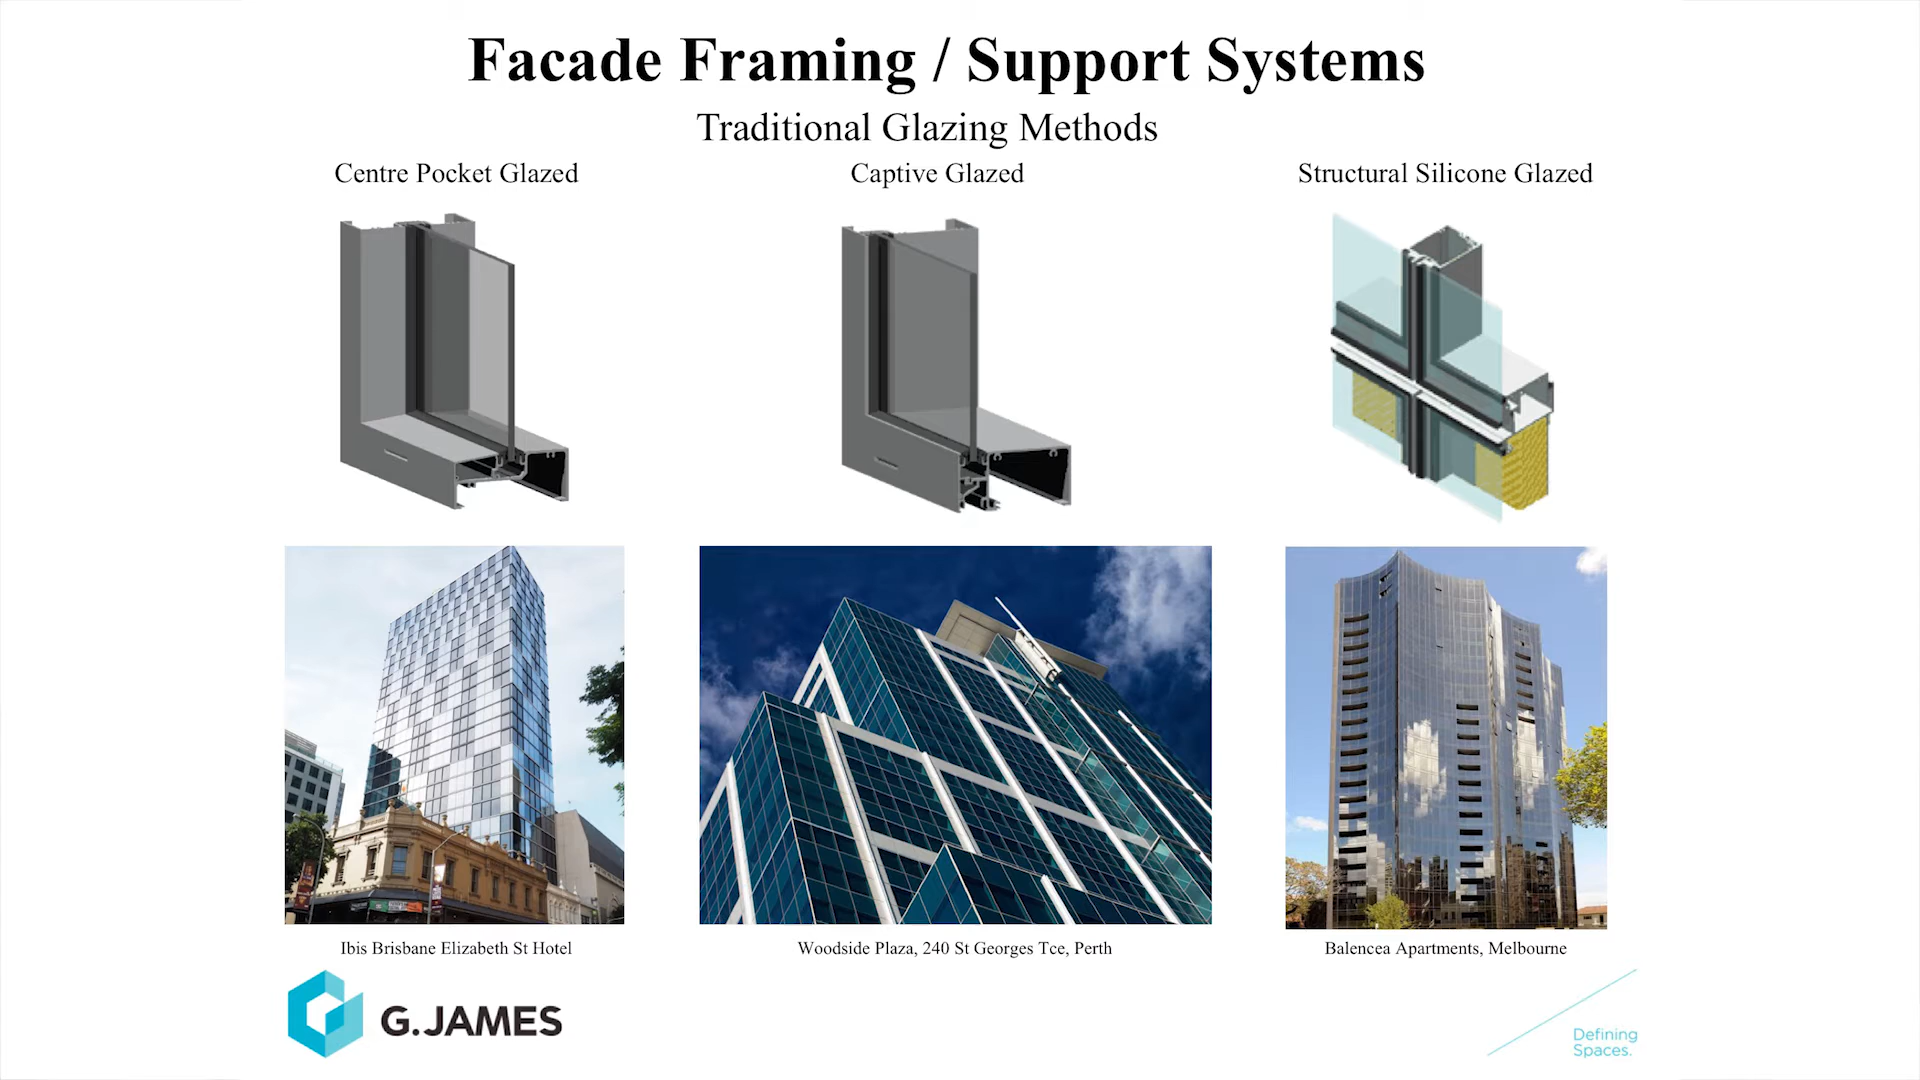 Facade Framing / Support Systems
Traditional Glazing Methods
Centre Pocket Glazed
Captive Glazed
Structural Silicone Glazed
Ibis Brisbane Elizabeth St Hotel
Woodside Plaza, 240 St Georges Tce, Perth
Balencea Apartments, Melbourne
G.JAMES
Defining
Spaces.